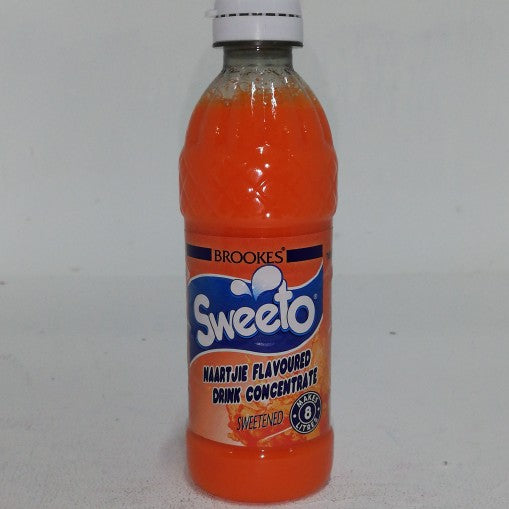 BROOKES®
Sweeto®
NAARTJIE FLAVOURED
DRINK CONCENTRATE
SWEETENED
MAKES
8
LITRES